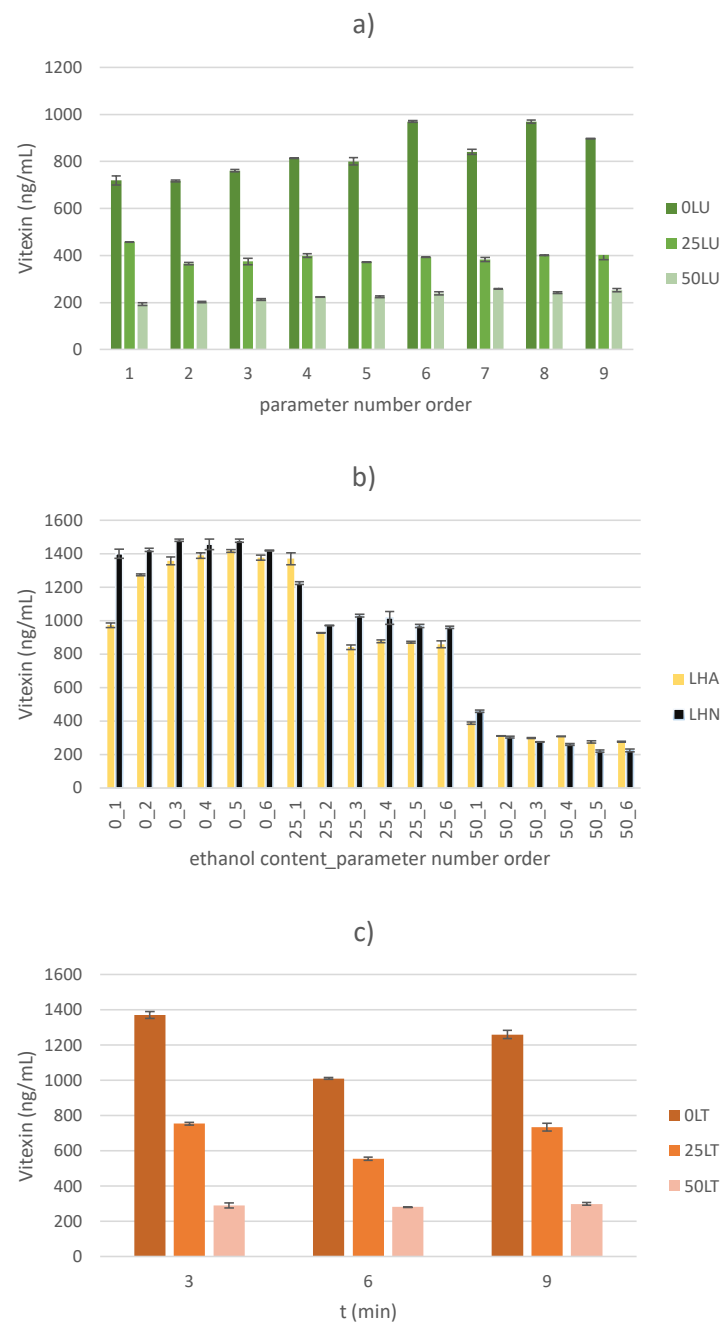 a)
1200
1000
800
600
400
200
0
Vitexin (ng/mL)
1 2 3 4 5 6 7 8 9
parameter number order
0LU
25LU
50LU
b)
1600
1400
1200
1000
800
600
400
200
0
Vitexin (ng/mL)
0_1 0_2 0_3 0_4 0_5 0_6 25_1 25_2 25_3 25_4 25_5 25_6 50_1 50_2 50_3 50_4 50_5 50_6
ethanol content_parameter number order
LHA
LHN
c)
1600
1400
1200
1000
800
600
400
200
0
Vitexin (ng/mL)
3 6 9
t (min)
0LT
25LT
50LT